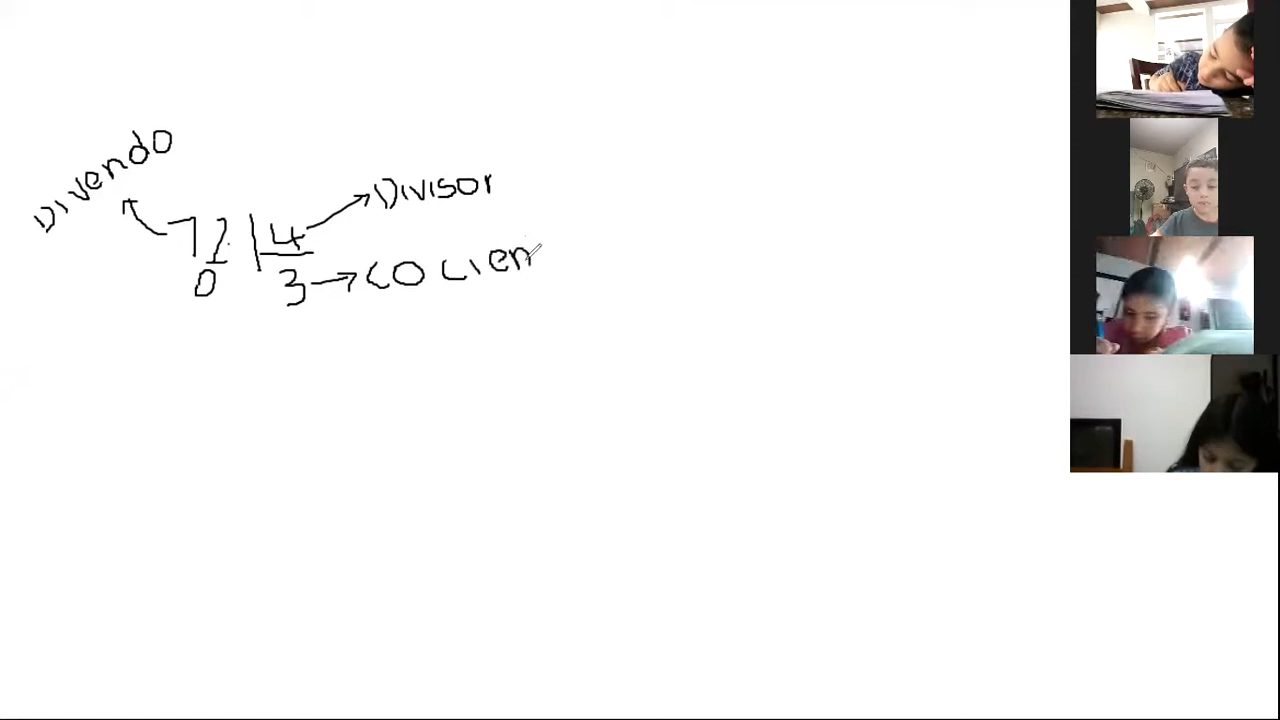 Divendo
Divisor
12 4
0 3 → COCIEN